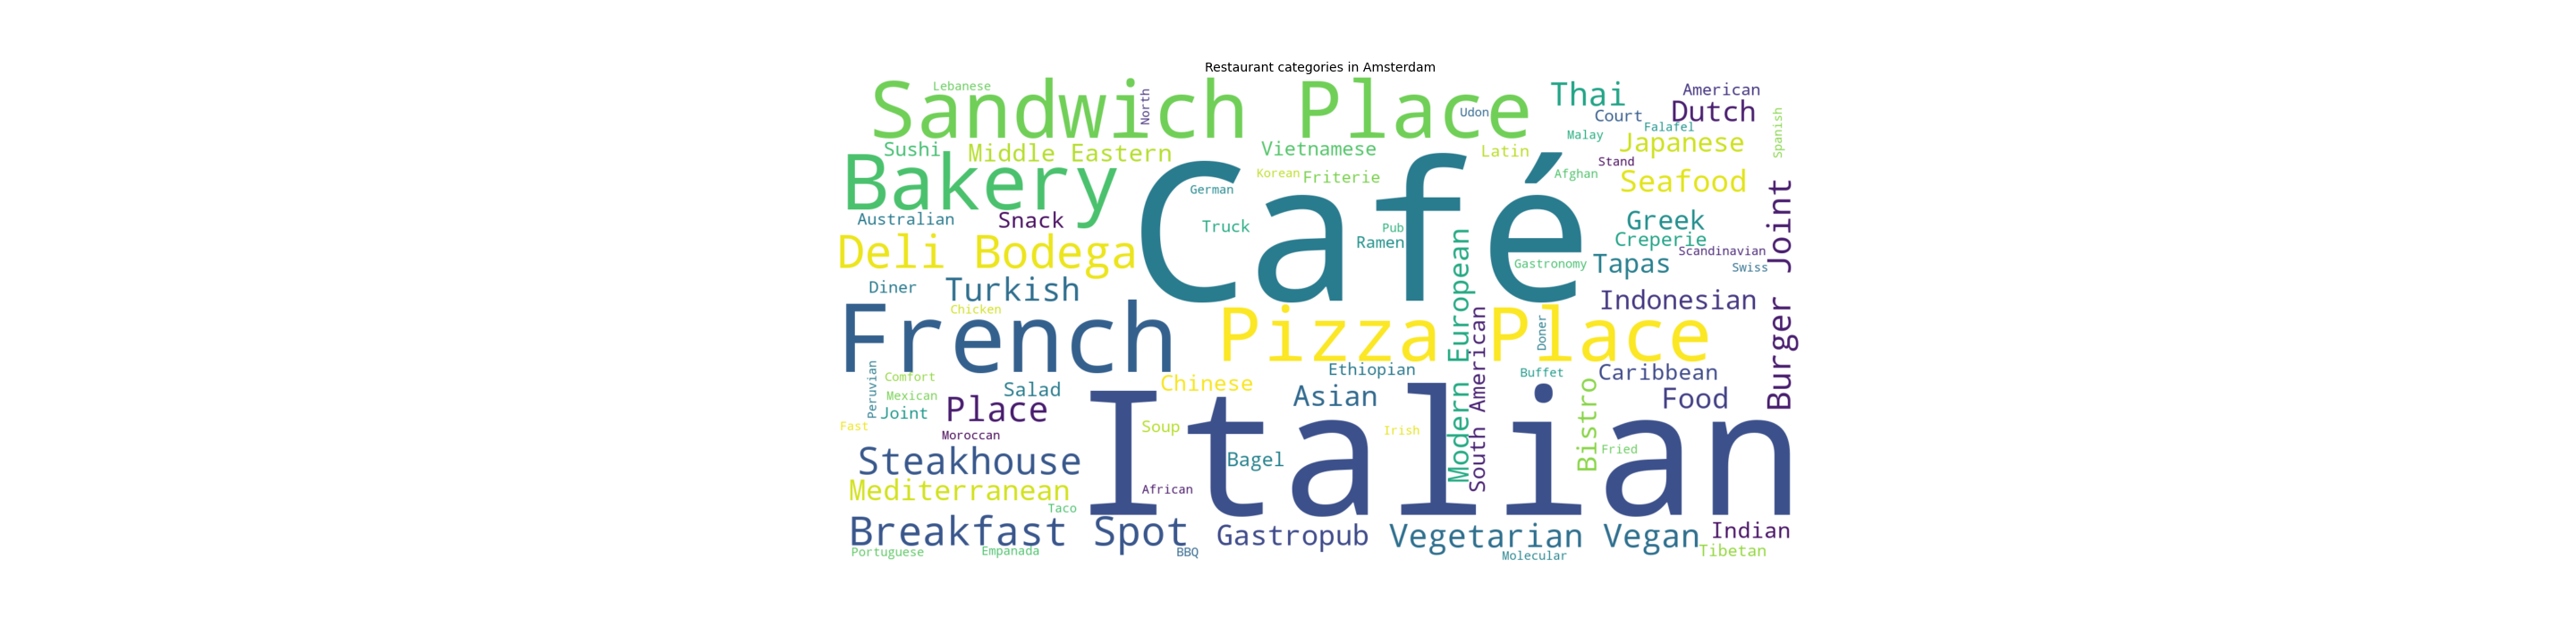 Restaurant categories in Amsterdam
Lebanese
Sandwich Place
North
Udon
Thai
American
Court
Dutch
Falafel
Malay
Spanish
Sushi
Middle Eastern
Vietnamese
Latin
Japanese
Stand
Bakery
Café
Korean
Friterie
Afghan
Seafood
German
Australian
Snack
Truck
Pub
Ramen
Greek
Creperie
Scandinavian
Burger Joint
Deli Bodega
Modern European
Gastronomy
Tapas
Swiss
Diner
Turkish
Indonesian
Chicken
French
Pizza Place
South American
Doner
Peruvian
Comfort
Salad
Chinese
Ethiopian
Buffet
Caribbean
Mexican
Joint
Place
Asian
Bistro
Food
Fast
Moroccan
Soup
Italian
Irish
Fried
Steakhouse
Bagel
Mediterranean
African
Taco
Breakfast Spot
Gastropub
Vegetarian Vegan
Indian
Portuguese
Empanada
BBQ
Molecular
Tibetan